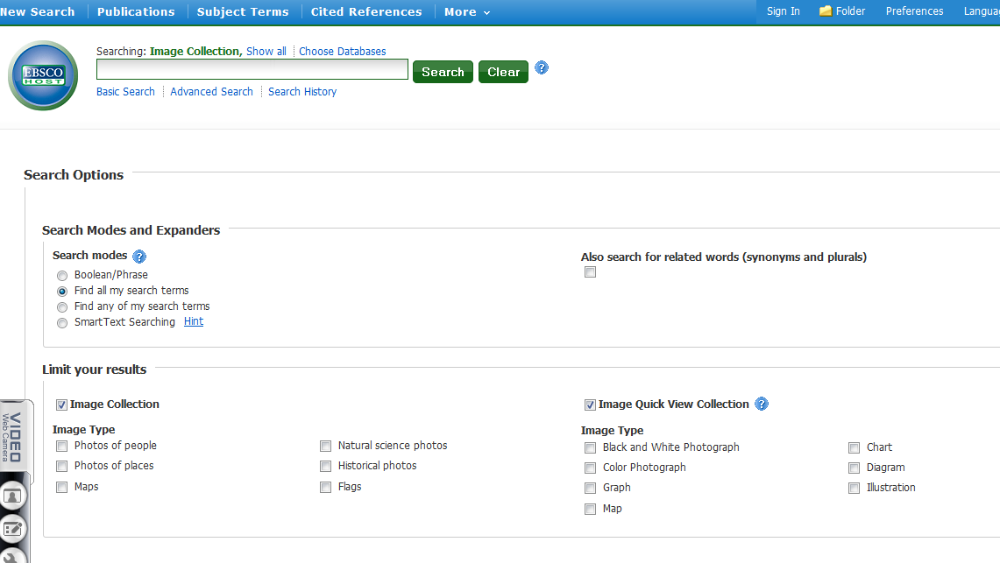 New Search Publications Subject Terms Cited References More Sign In Folder Preferences Langua
Searching: Image Collection, Show all Choose Databases
EBSCO
HOST
Search Clear ?
Basic Search Advanced Search Search History
Search Options
Search Modes and Expanders
Search modes ?
Boolean/Phrase
Find all my search terms
Find any of my search terms
SmartText Searching Hint
Also search for related words (synonyms and plurals)
Limit your results
Image Collection
Image Type
Photos of people Natural science photos
Photos of places Historical photos
Maps Flags
Image Quick View Collection ?
Image Type
Black and White Photograph Chart
Color Photograph Diagram
Graph Illustration
Map
VIDEO
Web Camera